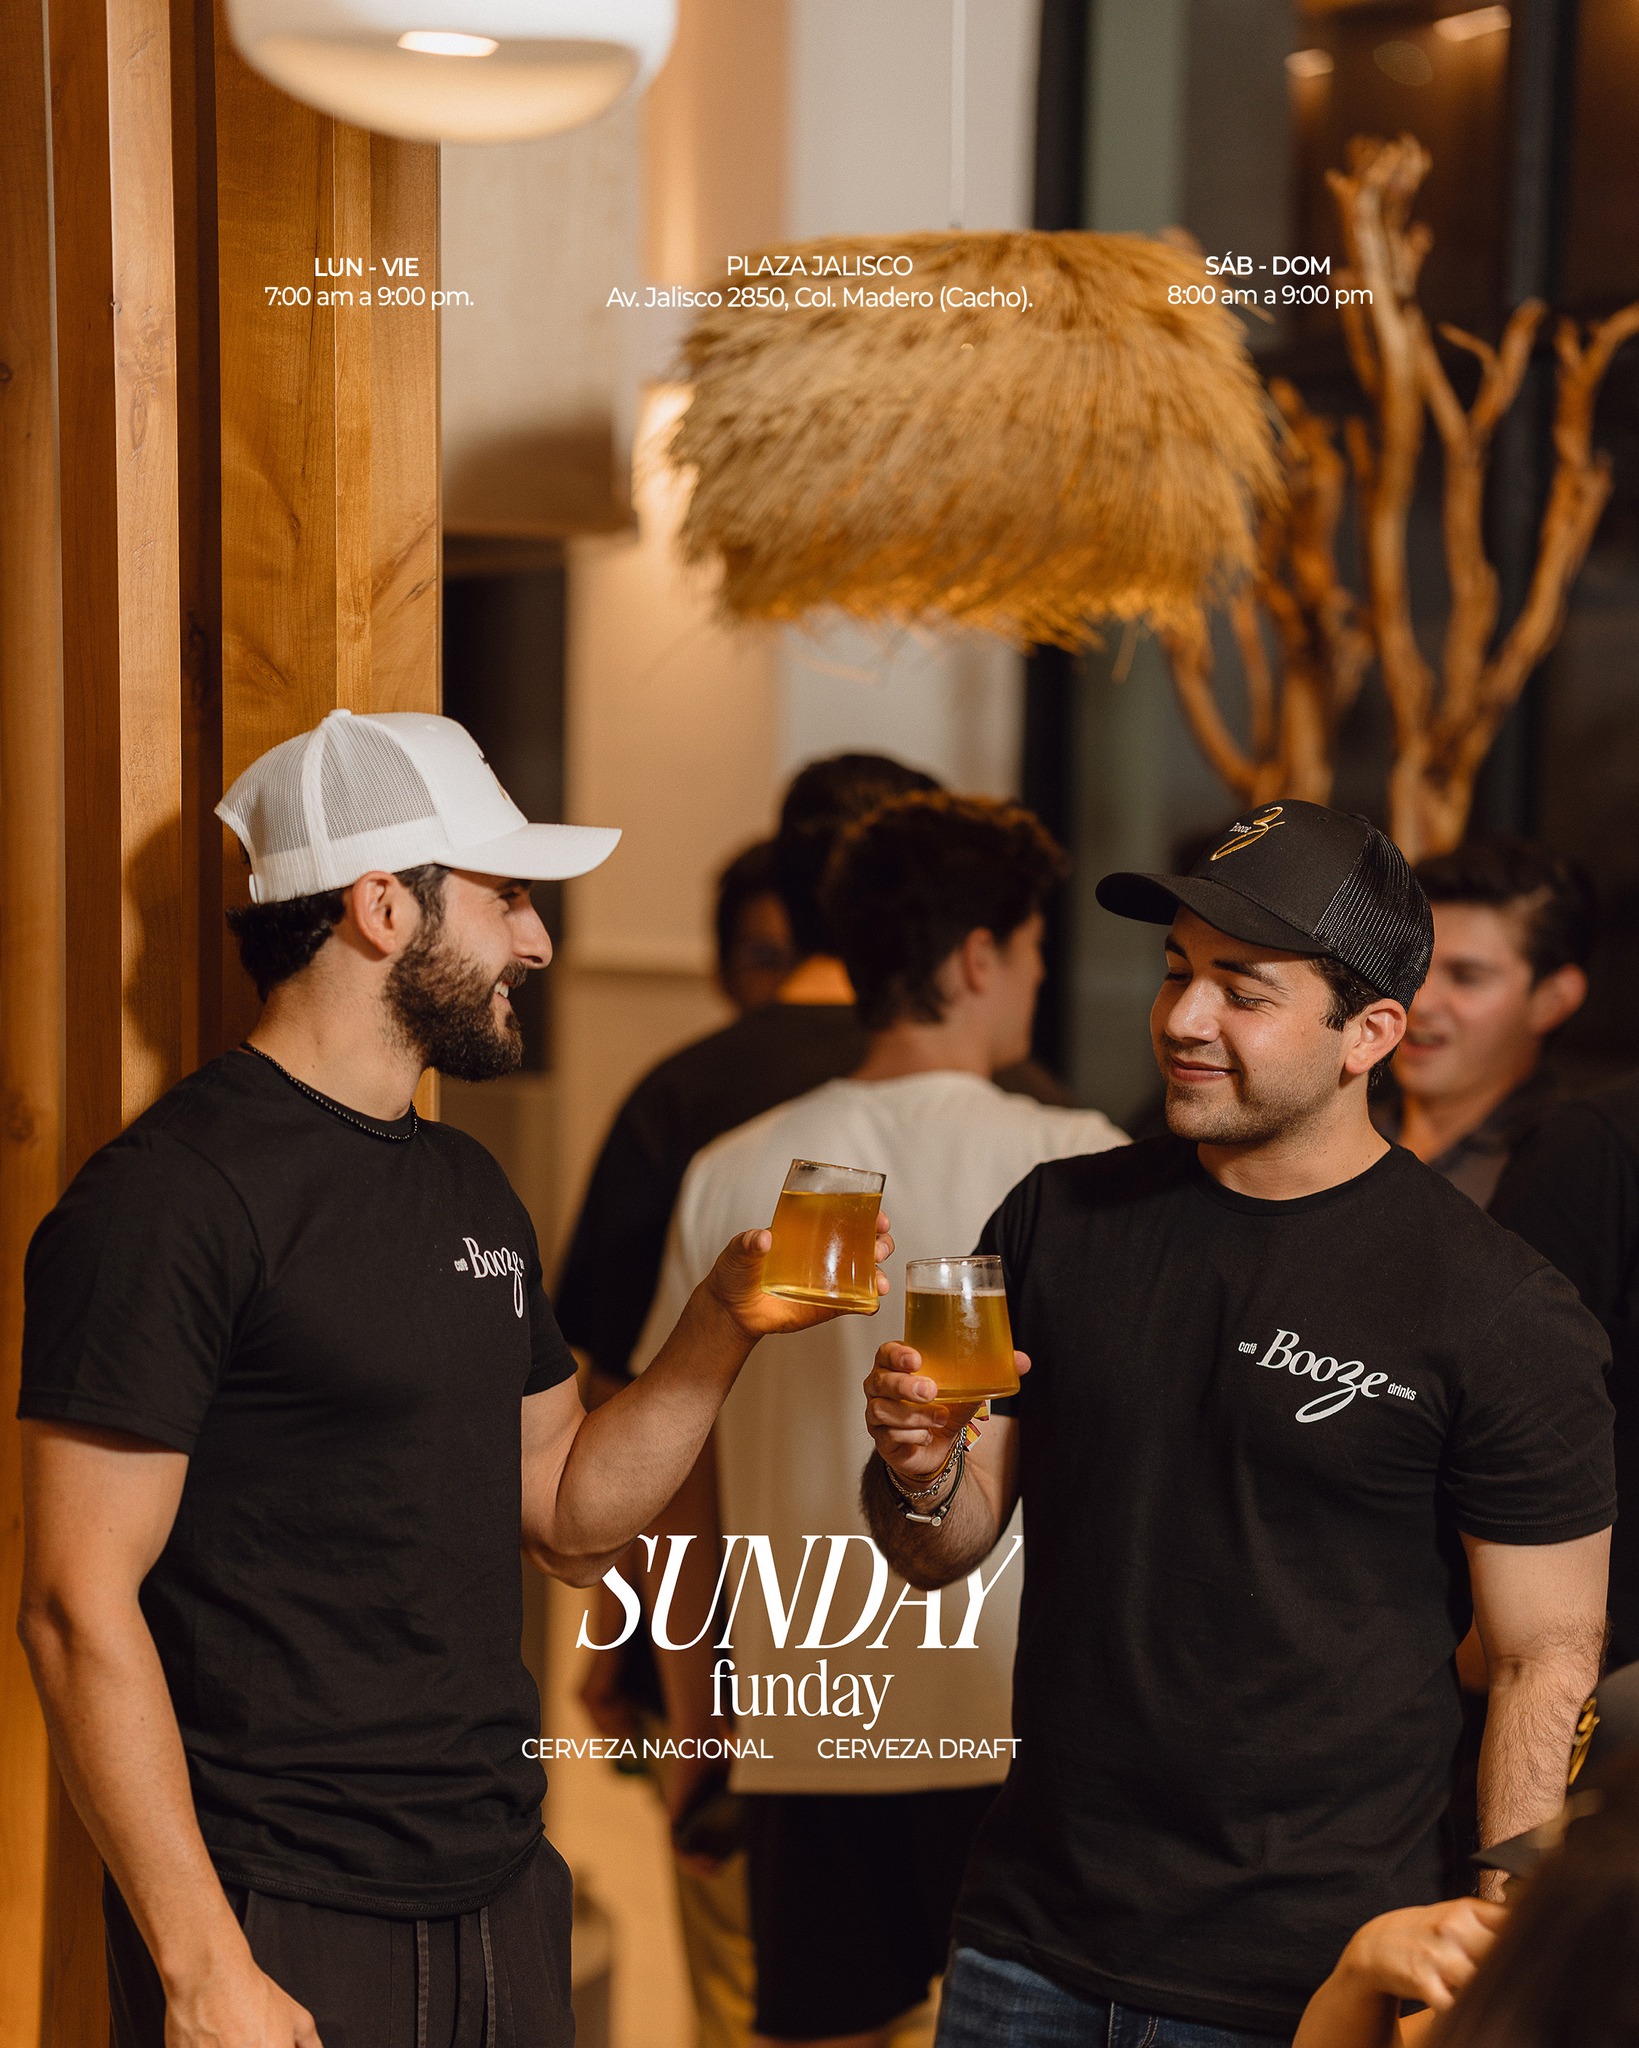 LUN - VIE
7:00 am a 9:00 pm.
PLAZA JALISCO
Av. Jalisco 2850, Col. Madero (Cacho).
SÁB - DOM
8:00 am a 9:00 pm
Booze
café Booze
café Booze drinks
SUNDAY
funday
CERVEZA NACIONAL CERVEZA DRAFT